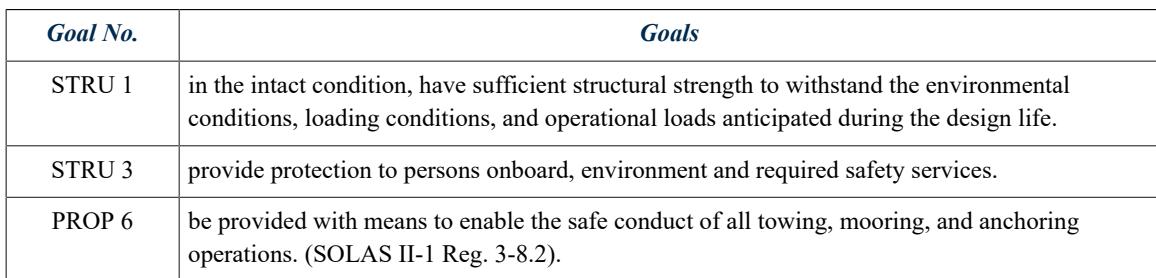 Goal No. Goals
STRU 1 in the intact condition, have sufficient structural strength to withstand the environmental
conditions, loading conditions, and operational loads anticipated during the design life.
STRU 3 provide protection to persons onboard, environment and required safety services.
PROP 6 be provided with means to enable the safe conduct of all towing, mooring, and anchoring
operations. (SOLAS II-1 Reg. 3-8.2).